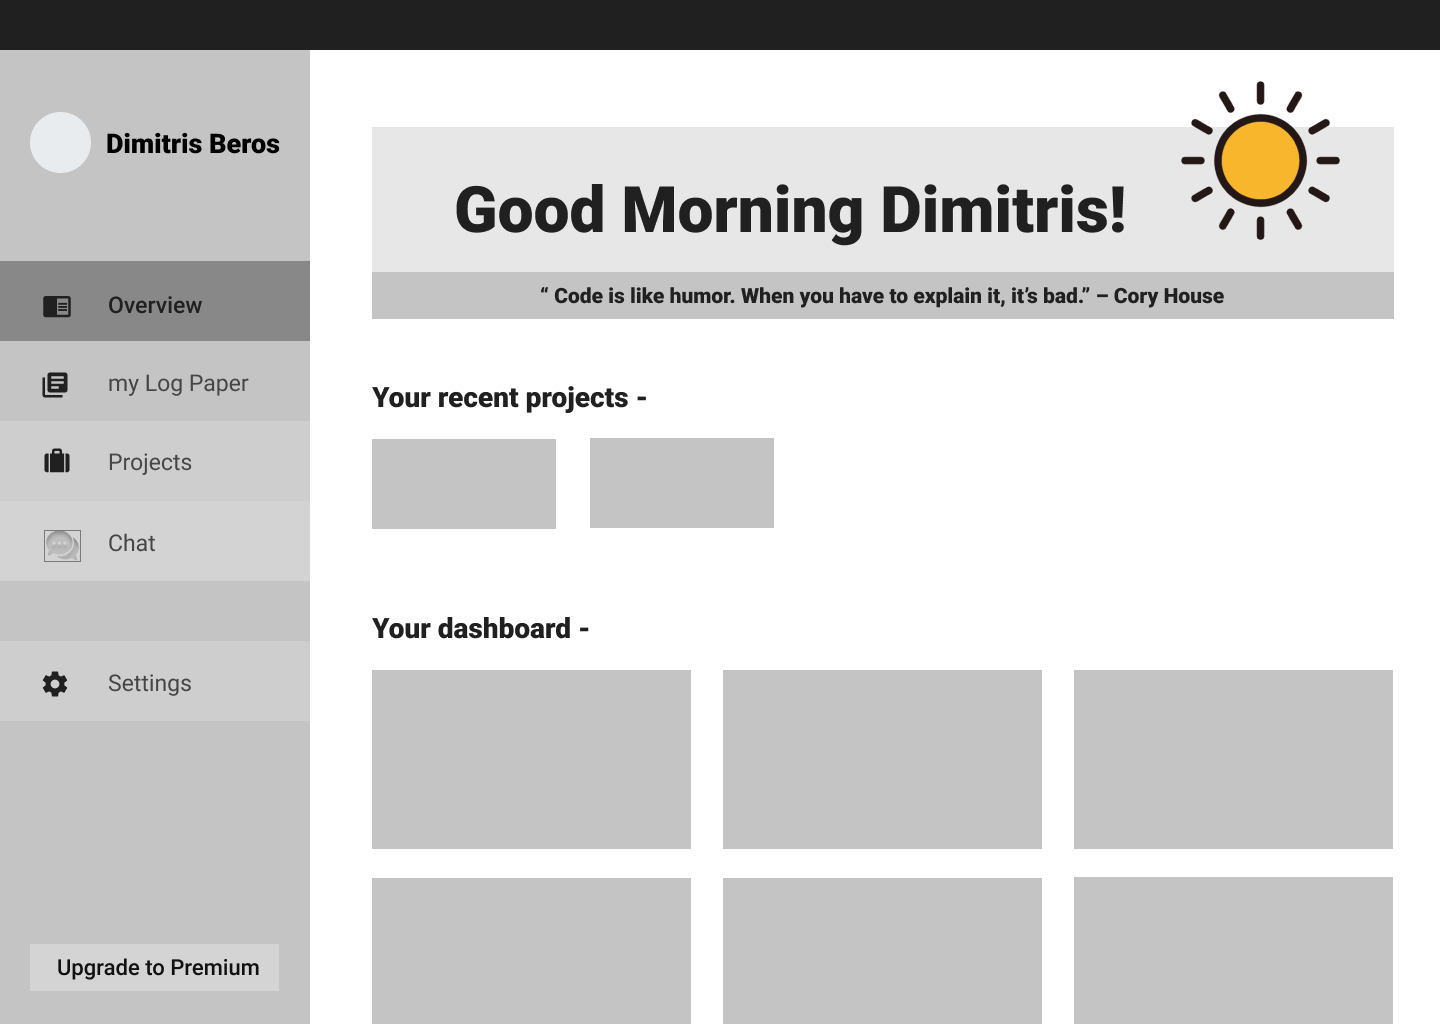 Dimitris Beros
Overview
my Log Paper
Projects
Chat
Settings
Upgrade to Premium
Good Morning Dimitris!
“ Code is like humor. When you have to explain it, it’s bad.” – Cory House
Your recent projects -
Your dashboard -